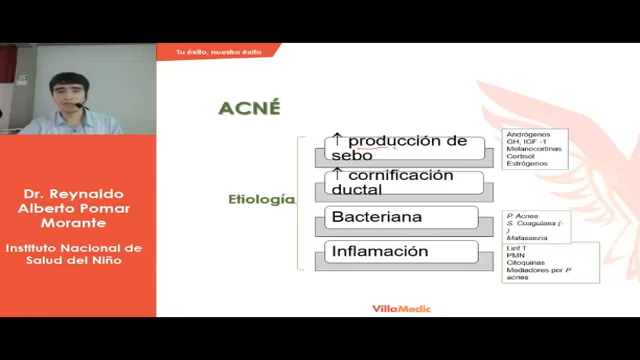 Tu éxito, nuestro éxito
ACNÉ
Etiología
↑ producción de
sebo
↑ cornificación
ductal
Bacteriana
Inflamación
Andrógenos
GH, IGF -1
Melanocortinas
Cortisol
Estrógenos
P. Acnes
S. Coagulasa (-
)
Malassezia
Linf T
PMN
Citoquinas
Mediadores por P
acnes
Dr. Reynaldo
Alberto Pomar
Morante
Instituto Nacional de
Salud del Niño
VillaMedic